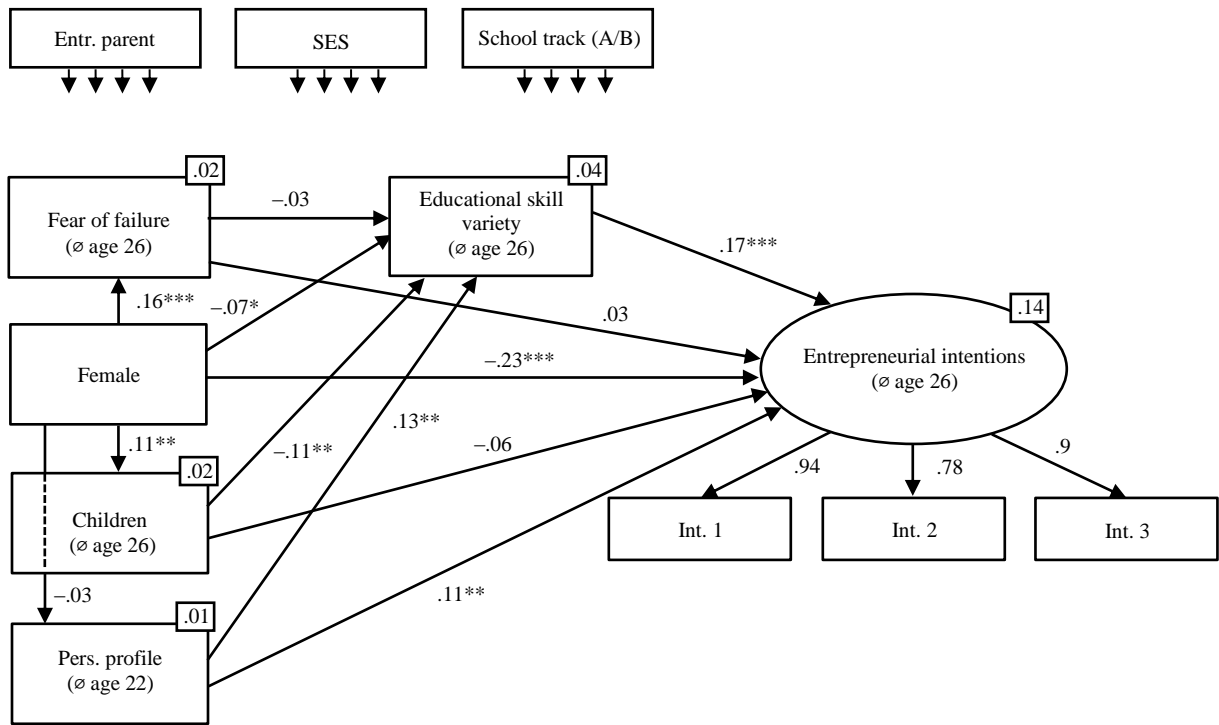 Entr. parent
SES
School track (A/B)
.02
.04
Fear of failure
(⌀ age 26)
–.03
Educational skill
variety
(⌀ age 26)
.17***
.16***
–.07*
.03
.14
Female
–.23***
Entrepreneurial intentions
(⌀ age 26)
.11**
.13**
–.11**
–.06
.94
.78
.9
.02
Children
(⌀ age 26)
Int. 1
Int. 2
Int. 3
–.03
.11**
.01
Pers. profile
(⌀ age 22)